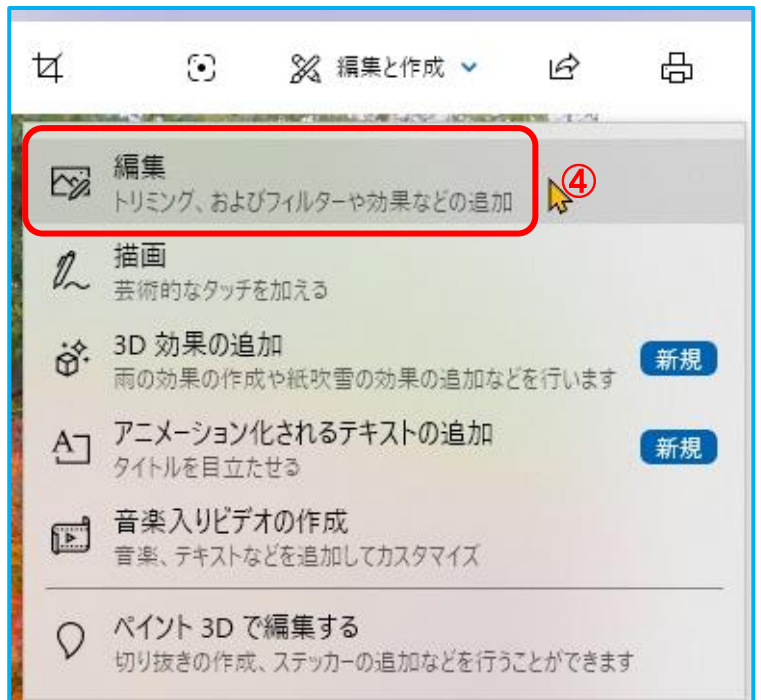 編集と作成
編集
④
トリミング、およびフィルターや効果などの追加
描画
芸術的なタッチを加える
3D 効果の追加
新規
雨の効果の作成や紙吹雪の効果の追加などを行います
アニメーション化されるテキストの追加
新規
タイトルを目立たせる
音楽入りビデオの作成
音楽、テキストなどを追加してカスタマイズ
ペイント 3D で編集する
切り抜きの作成、ステッカーの追加などを行うことができます